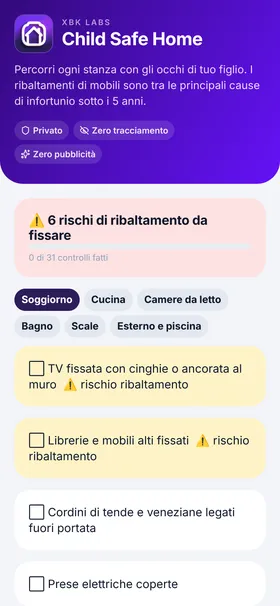 XBK LABS
Child Safe Home
Percorri ogni stanza con gli occhi di tuo figlio. I
ribaltamenti di mobili sono tra le principali cause
di infortunio sotto i 5 anni.
Privato
Zero tracciamento
Zero pubblicità
⚠️ 6 rischi di ribaltamento da
fissare
0 di 31 controlli fatti
Soggiorno
Cucina
Camere da letto
Bagno
Scale
Esterno e piscina
TV fissata con cinghie o ancorata al
muro ⚠️ rischio ribaltamento
Librerie e mobili alti fissati ⚠️ rischio
ribaltamento
Cordini di tende e veneziane legati
fuori portata
Prese elettriche coperte